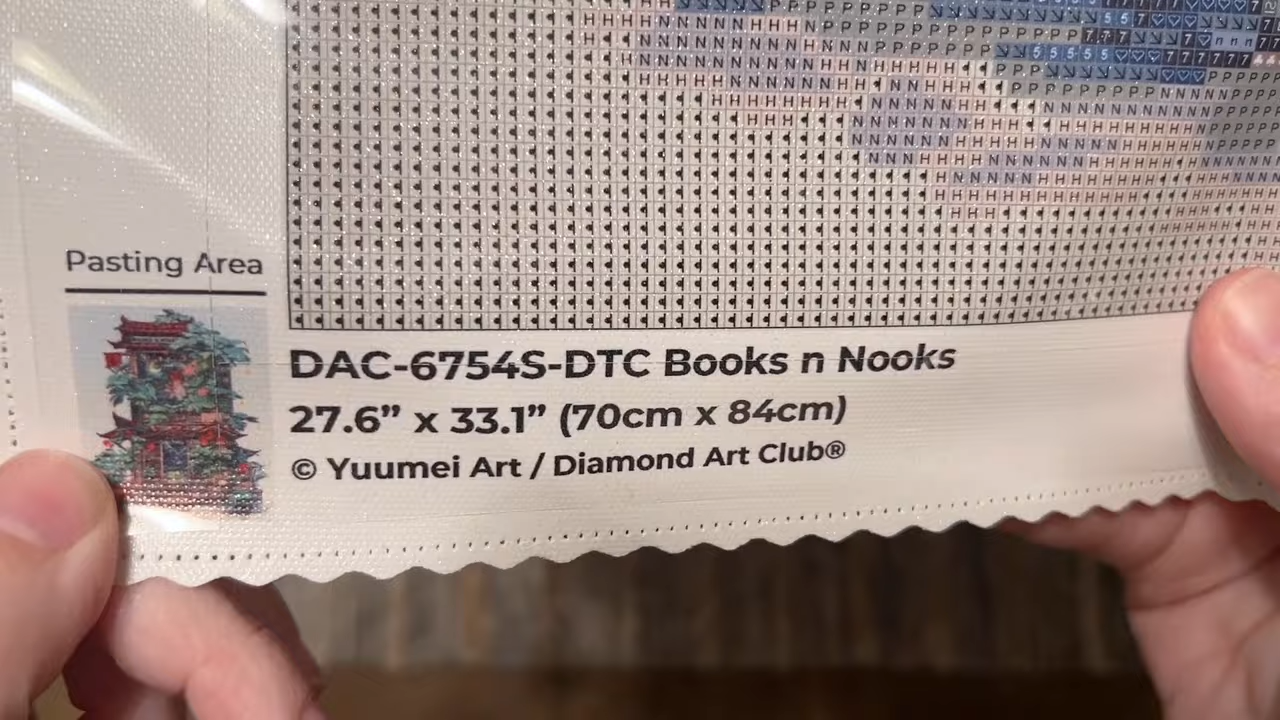 Pasting Area
DAC-6754S-DTC Books n Nooks
27.6” x 33.1” (70cm x 84cm)
© Yuumei Art / Diamond Art Club®